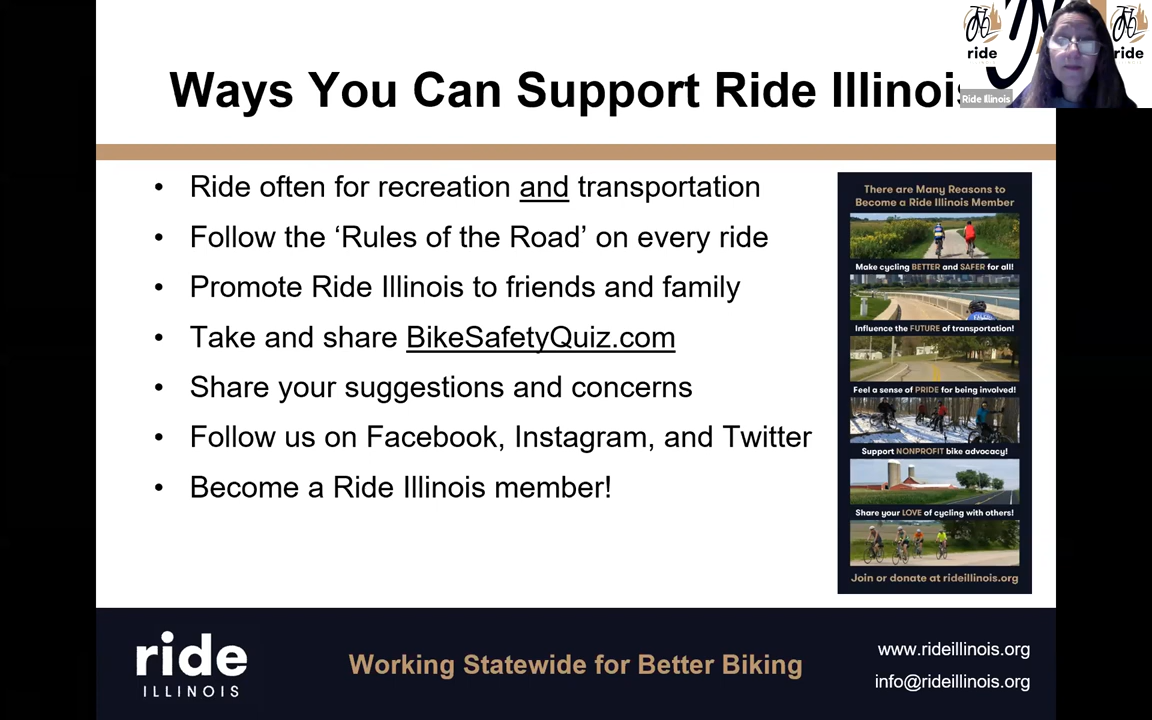 Ways You Can Support Ride Illinois
ride
ride
Ride Illinois
• Ride often for recreation and transportation
• Follow the ‘Rules of the Road’ on every ride
• Promote Ride Illinois to friends and family
• Take and share BikeSafetyQuiz.com
• Share your suggestions and concerns
• Follow us on Facebook, Instagram, and Twitter
• Become a Ride Illinois member!
There are Many Reasons to
Become a Ride Illinois Member
Make cycling BETTER and SAFER for all!
Influence the FUTURE of transportation!
Feel a sense of PRIDE for being involved!
Support NONPROFIT bike advocacy!
Share your LOVE of cycling with others!
Join or donate at rideillinois.org
ride
ILLINOIS
Working Statewide for Better Biking
www.rideillinois.org
info@rideillinois.org